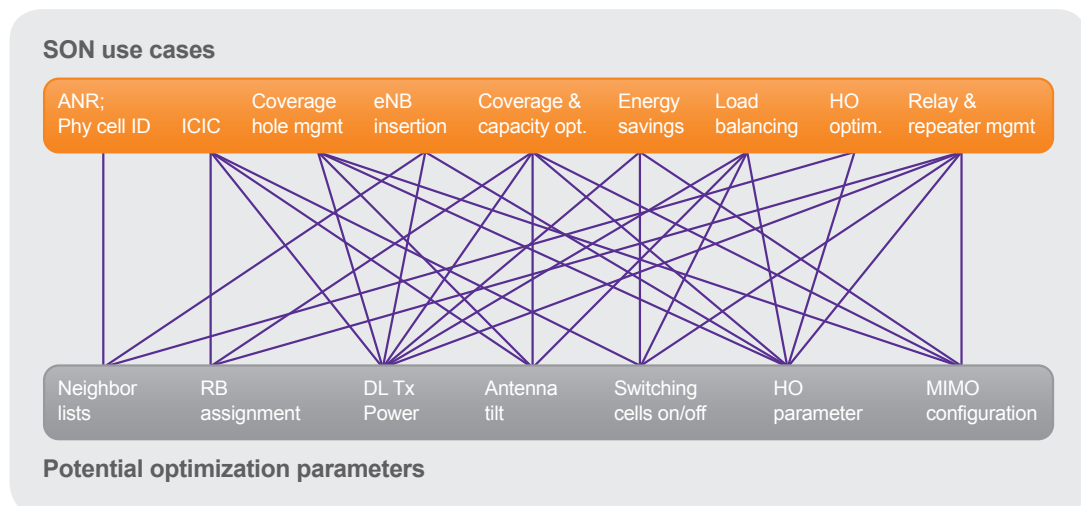 SON use cases
ANR;
Phy cell ID
ICIC
Coverage
hole mgmt
eNB
insertion
Coverage &
capacity opt.
Energy
savings
Load
balancing
HO
optim.
Relay &
repeater mgmt
Neighbor
lists
RB
assignment
DL Tx
Power
Antenna
tilt
Switching
cells on/off
HO
parameter
MIMO
configuration
Potential optimization parameters